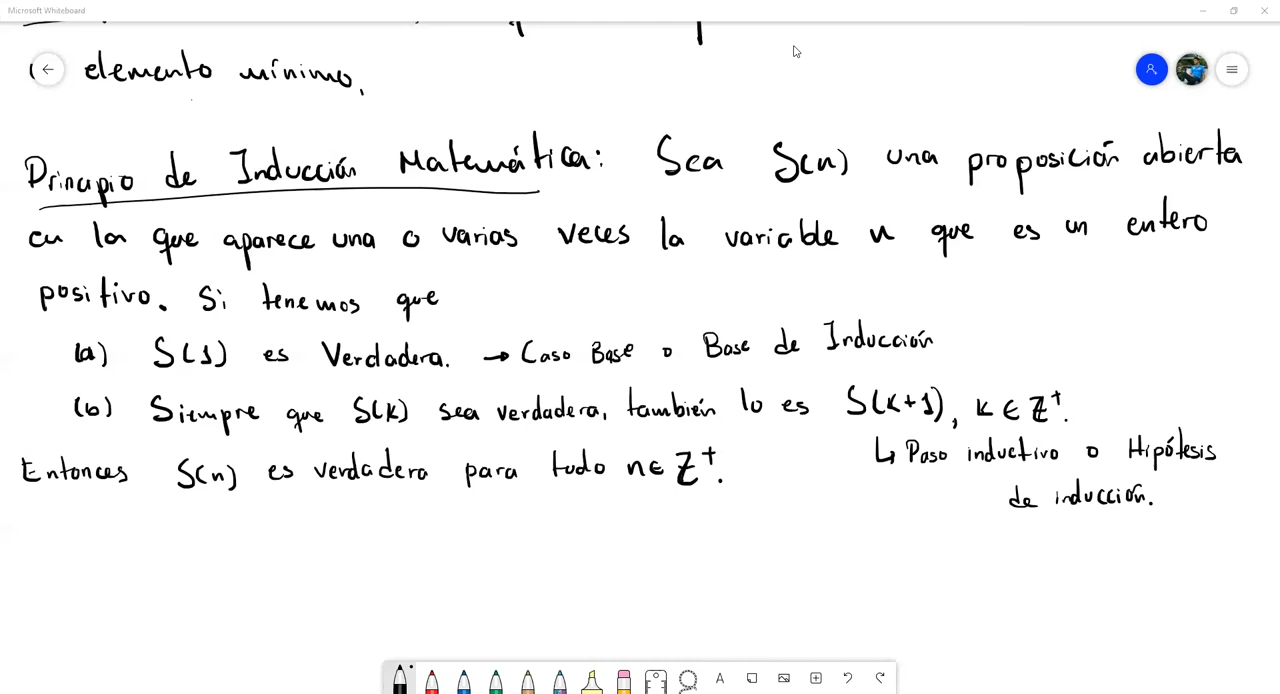 Microsoft Whiteboard
elemento mínimo.
Principio de Inducción Matemática: Sea S(n) una proposición abierta
en la que aparece una o varias veces la variable n que es un entero
positivo. Si tenemos que
(a) S(1) es Verdadera. → Caso Base o Base de Inducción
(b) Siempre que S(k) sea verdadera, también lo es S(k+1), k ∈ Z⁺.
↳ Paso inductivo o Hipótesis
de inducción.
Entonces S(n) es verdadera para todo n ∈ Z⁺.